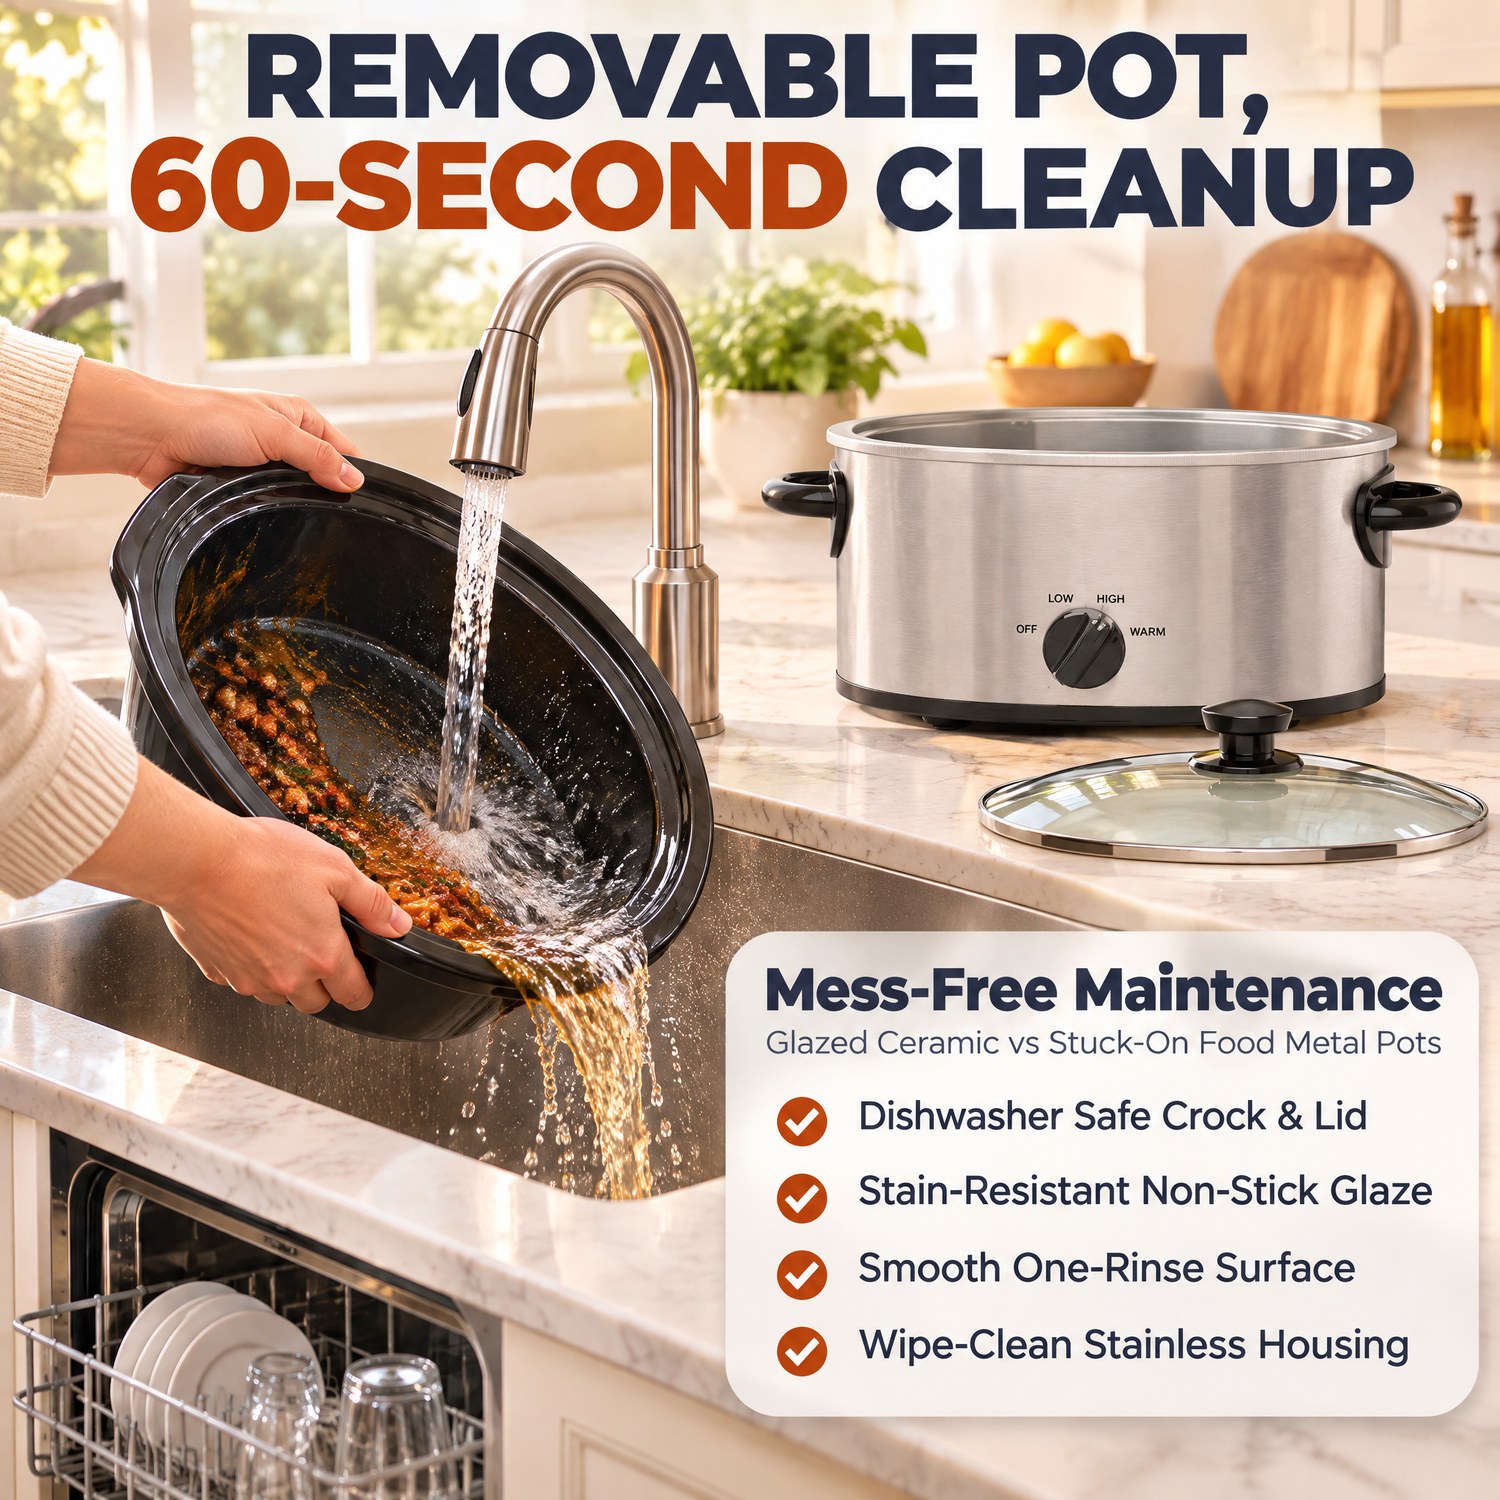 REMOVABLE POT,
60-SECOND CLEANUP
LOW HIGH
OFF WARM
Mess-Free Maintenance
Glazed Ceramic vs Stuck-On Food Metal Pots
Dishwasher Safe Crock & Lid
Stain-Resistant Non-Stick Glaze
Smooth One-Rinse Surface
Wipe-Clean Stainless Housing